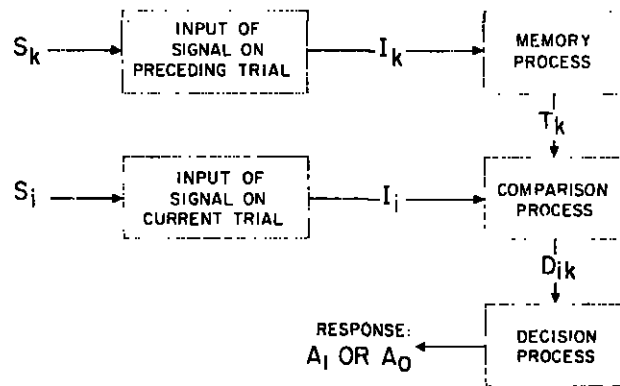 S_k
INPUT OF
SIGNAL ON
PRECEDING TRIAL
I_k
MEMORY
PROCESS
T_k
S_i
INPUT OF
SIGNAL ON
CURRENT TRIAL
I_i
COMPARISON
PROCESS
D_ik
RESPONSE:
A_1 OR A_0
DECISION
PROCESS